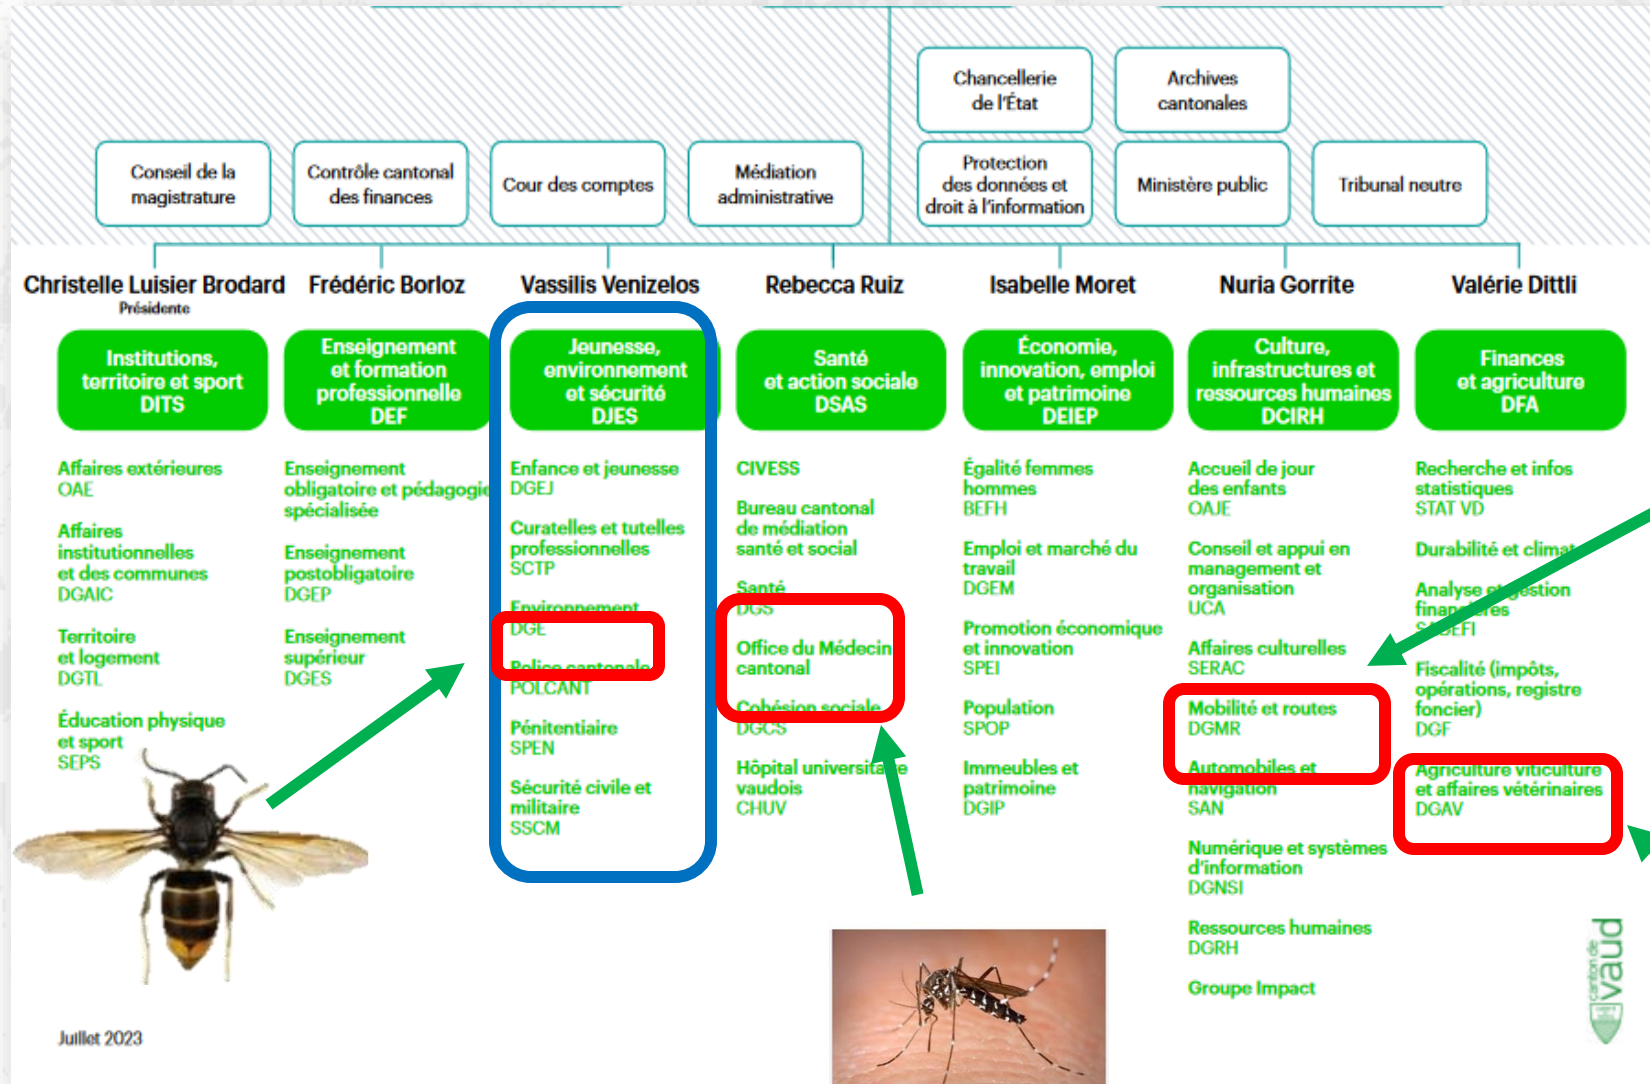 Chancellerie
de l'État
Archives
cantonales
Conseil de la
magistrature
Contrôle cantonal
des finances
Cour des comptes
Médiation
administrative
Protection
des données et
droit à l'information
Ministère public
Tribunal neutre
Christelle Luisier Brodard
Présidente
Institutions,
territoire et sport
DITS
Affaires extérieures
OAE
Affaires
institutionnelles
et des communes
DGAIC
Territoire
et logement
DGTL
Éducation physique
et sport
SEPS
Frédéric Borloz
Enseignement
et formation
professionnelle
DEF
Enseignement
obligatoire et pédagogie
spécialisée
Enseignement
postobligatoire
DGEP
Enseignement
supérieur
DGES
Vassilis Venizelos
Jeunesse,
environnement
et sécurité
DJES
Enfance et jeunesse
DGEJ
Curatelles et tutelles
professionnelles
SCTP
Environnement
DGE
Police cantonale
POLCANT
Pénitentiaire
SPEN
Sécurité civile et
militaire
SSCM
Rebecca Ruiz
Santé
et action sociale
DSAS
CIVESS
Bureau cantonal
de médiation
santé et social
Santé
DGS
Office du Médecin
cantonal
Cohésion sociale
DGCS
Hôpital universitaire
vaudois
CHUV
Isabelle Moret
Économie,
innovation, emploi
et patrimoine
DEIEP
Égalité femmes
hommes
BEFH
Emploi et marché du
travail
DGEM
Promotion économique
et innovation
SPEI
Population
SPOP
Immeubles et
patrimoine
DGIP
Nuria Gorrite
Culture,
infrastructures et
ressources humaines
DCIRH
Accueil de jour
des enfants
OAJE
Conseil et appui en
management et
organisation
UCA
Affaires culturelles
SERAC
Mobilité et routes
DGMR
Automobiles et
navigation
SAN
Numérique et systèmes
d'information
DGNSI
Ressources humaines
DGRH
Groupe Impact
Valérie Dittli
Finances
et agriculture
DFA
Recherche et infos
statistiques
STAT VD
Durabilité et climat
Analyse et gestion
financières
SAGEFI
Fiscalité (impôts,
opérations, registre
foncier)
DGF
Agriculture viticulture
et affaires vétérinaires
DGAV
Juillet 2023
canton de
vaud